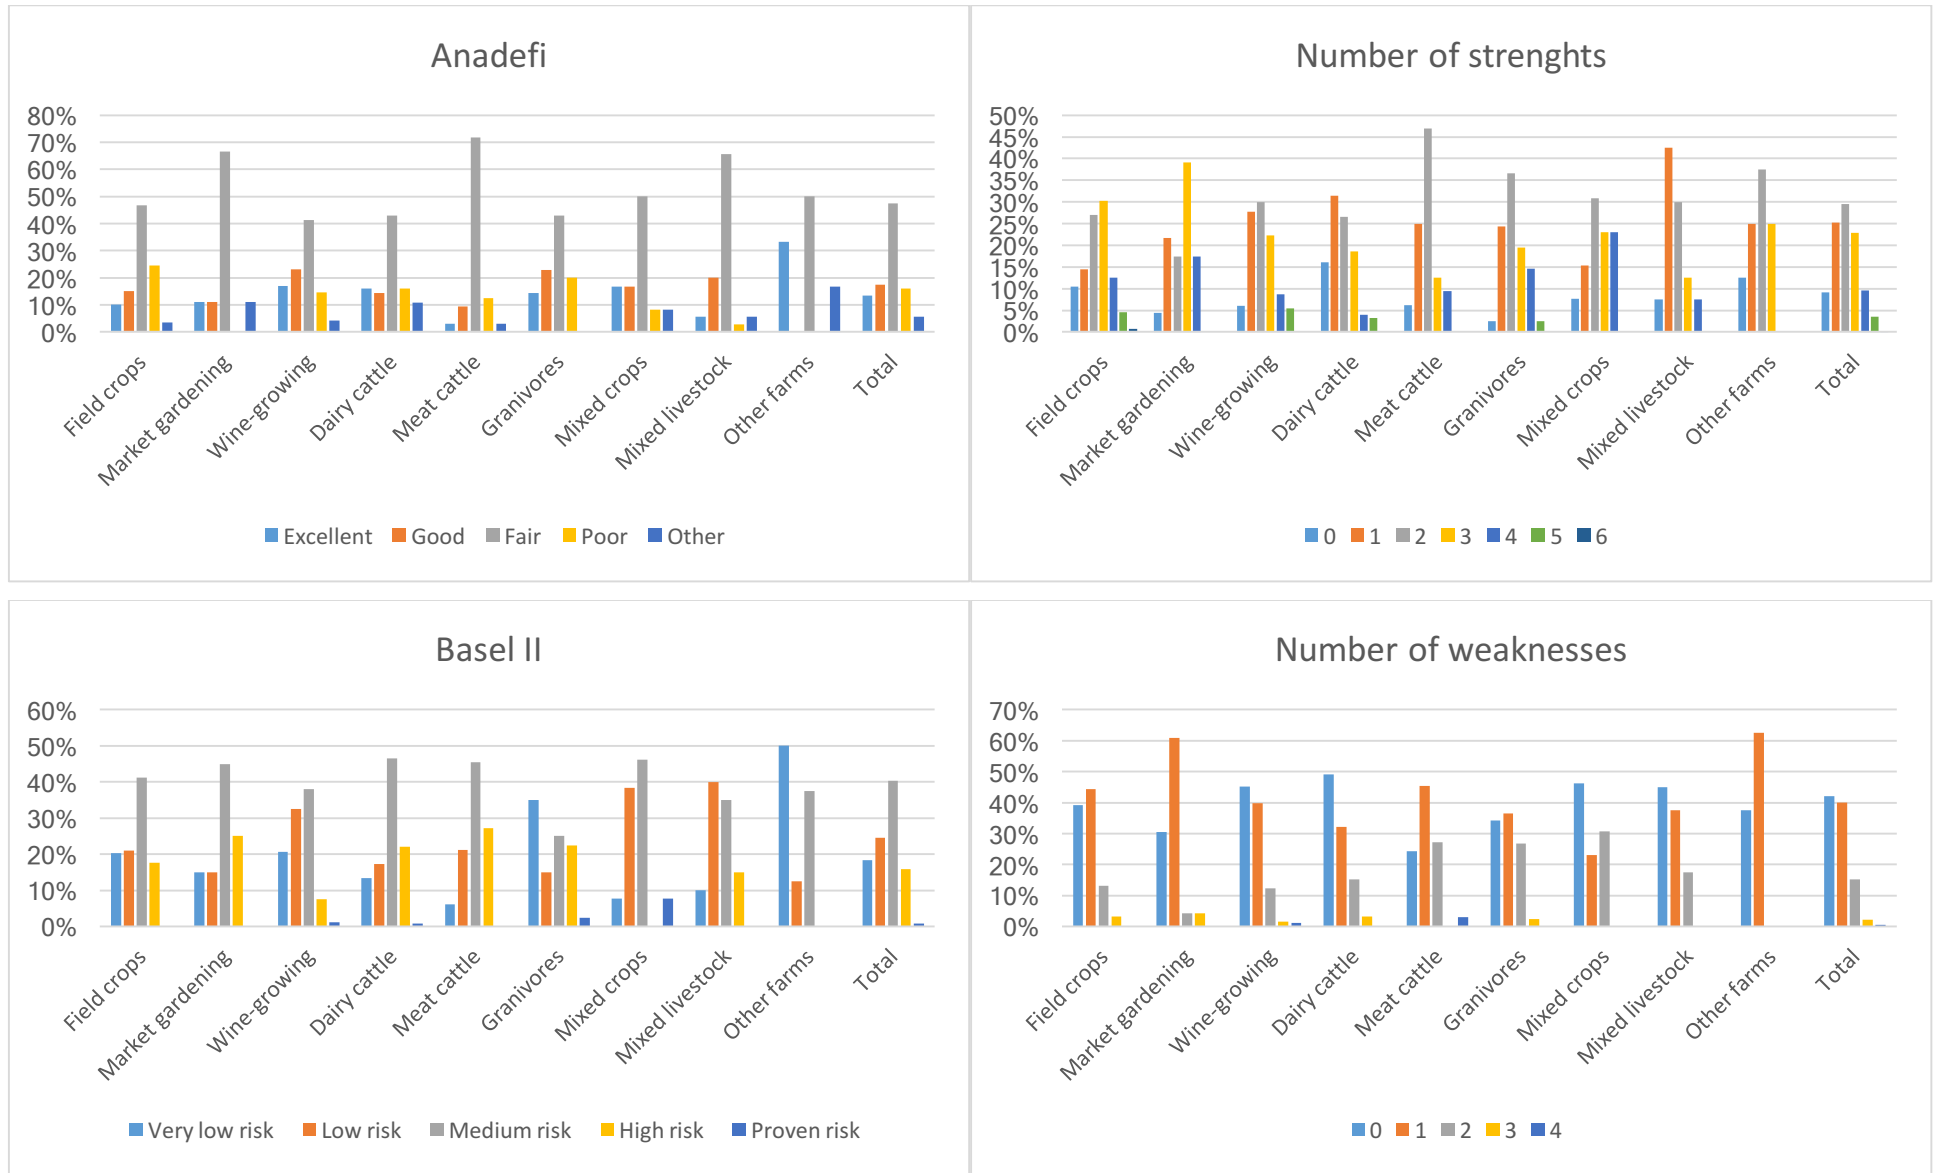 Anadefi
80%
70%
60%
50%
40%
30%
20%
10%
0%
Field crops
Market gardening
Wine-growing
Dairy cattle
Meat cattle
Granivores
Mixed crops
Mixed livestock
Other farms
Total
Excellent Good Fair Poor Other
Number of strenghts
50%
45%
40%
35%
30%
25%
20%
15%
10%
5%
0%
Field crops
Market gardening
Wine-growing
Dairy cattle
Meat cattle
Granivores
Mixed crops
Mixed livestock
Other farms
Total
0 1 2 3 4 5 6
Basel II
60%
50%
40%
30%
20%
10%
0%
Field crops
Market gardening
Wine-growing
Dairy cattle
Meat cattle
Granivores
Mixed crops
Mixed livestock
Other farms
Total
Very low risk Low risk Medium risk High risk Proven risk
Number of weaknesses
70%
60%
50%
40%
30%
20%
10%
0%
Field crops
Market gardening
Wine-growing
Dairy cattle
Meat cattle
Granivores
Mixed crops
Mixed livestock
Other farms
Total
0 1 2 3 4